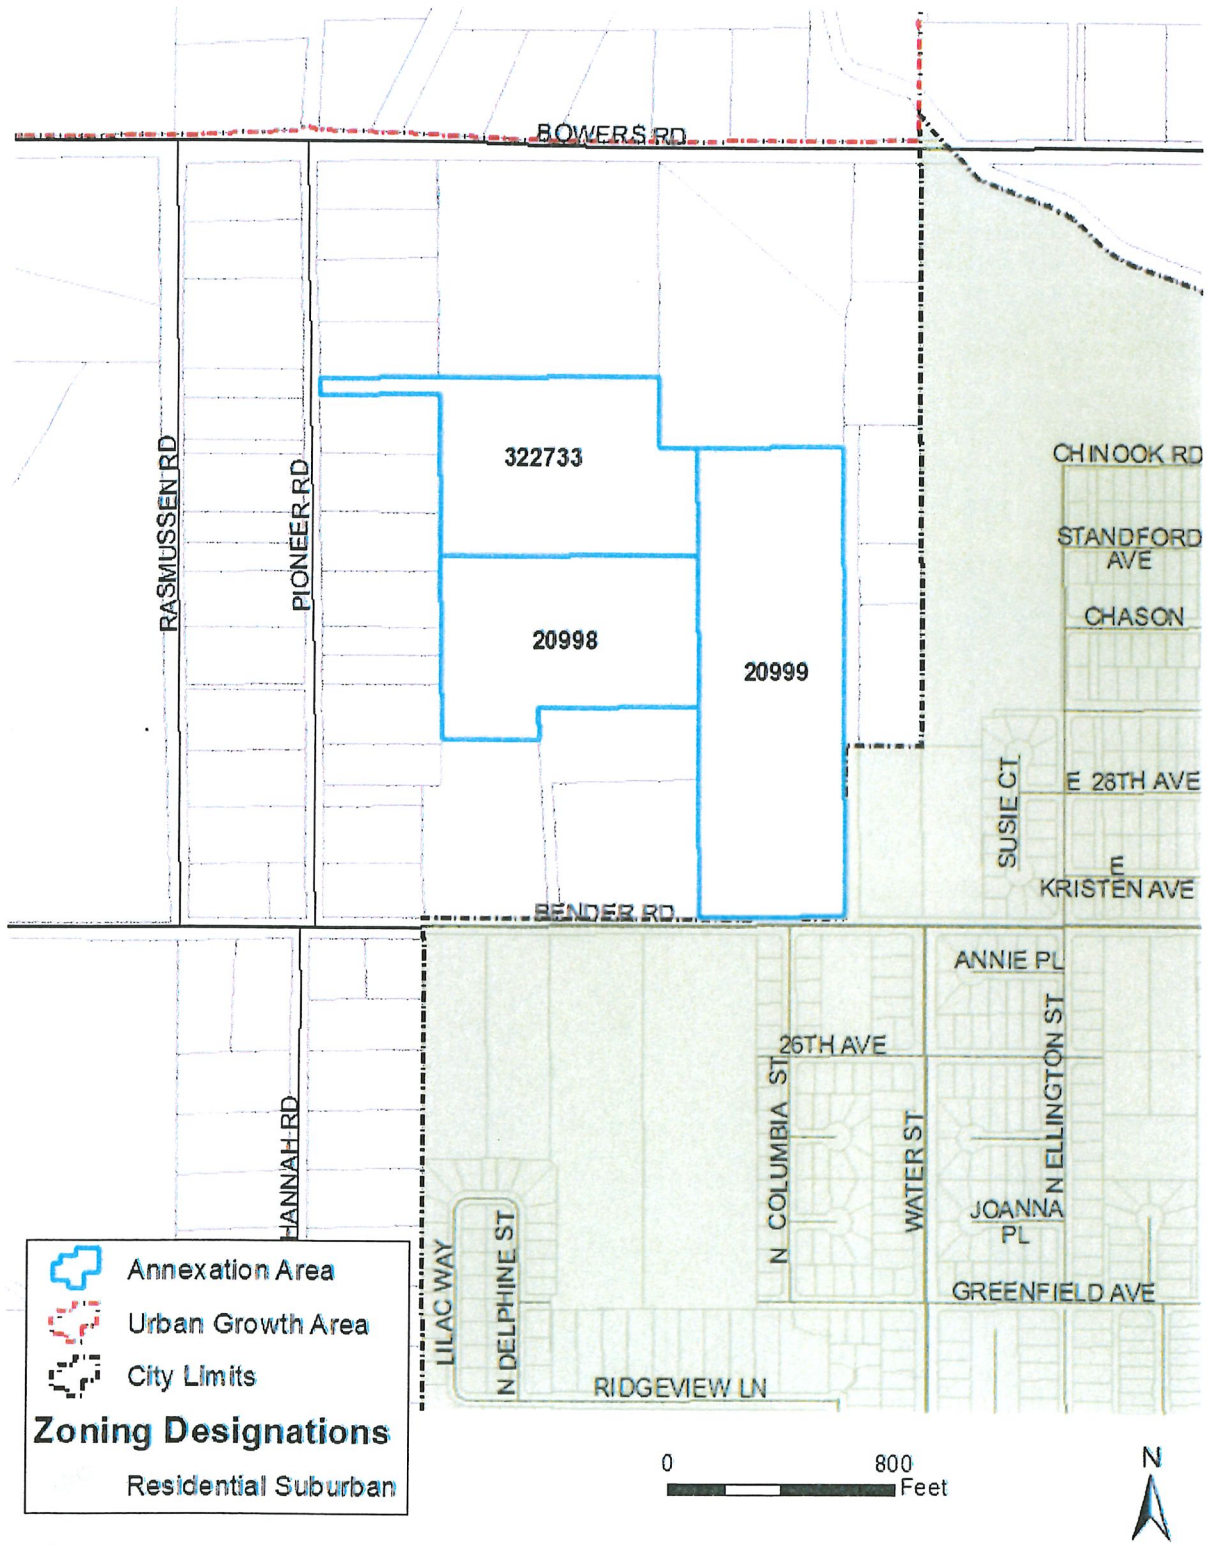 BOWERS RD
CHINOOK RD
RASMUSSEN RD
PIONEER RD
322733
STANDFORD
AVE
CHASON
20998
20999
SUSIE CT
E 28TH AVE
E
KRISTEN AVE
BENDER RD
ANNIE PL
26TH AVE
N ELLINGTON ST
HANNAH RD
N COLUMBIA ST
WATER ST
JOANNA
PL
LILAC WAY
N DELPHINE ST
GREENFIELD AVE
RIDGEVIEW LN
Annexation Area
Urban Growth Area
City Limits
Zoning Designations
Residential Suburban
0 800
Feet
N